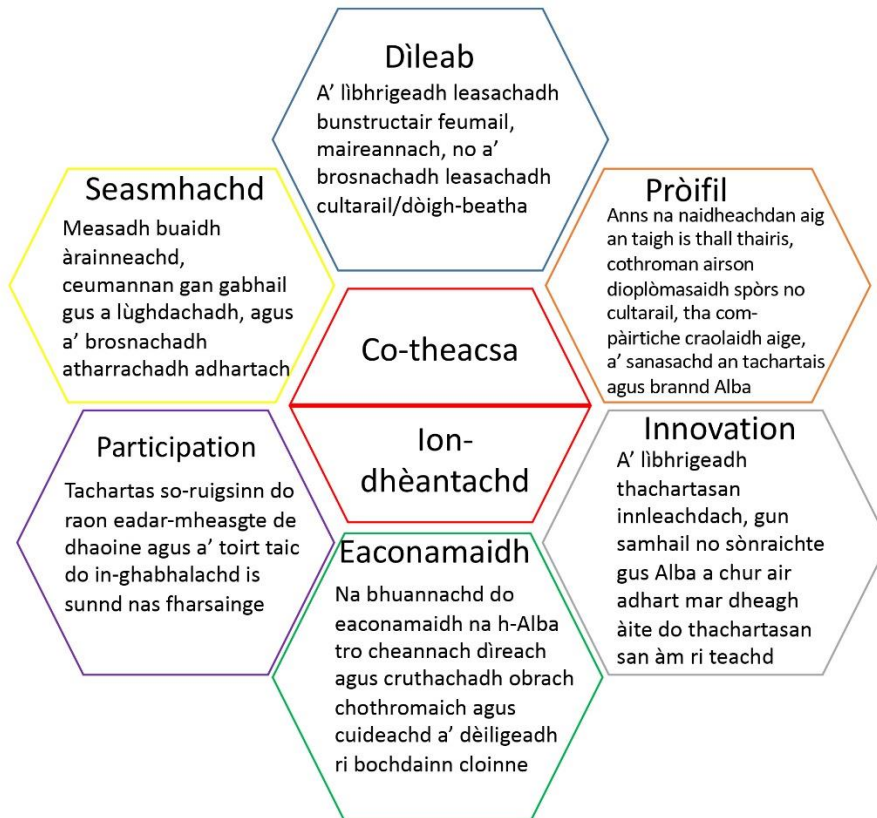 Dìleab
A' lìbhrigeadh leasachadh
bunstructair feumail,
maireannach, no a'
brosnachadh leasachadh
cultarail/dòigh-beatha
Seasmhachd
Measadh buaidh
àrainneachd,
ceumannan gan gabhail
gus a lùghdachadh, agus
a' brosnachadh
atharrachadh adhartach
Pròifil
Anns na naidheachdan aig
an taigh is thall thairis,
cothroman airson
dioplòmasaidh spòrs no
cultarail, tha com-
pàirtiche craolaidh aige,
a' sanasachd an tachartais
agus brannd Alba
Co-theacsa
Ion-
dhèantachd
Participation
Tachartas so-ruigsinn do
raon eadar-mheasgte de
dhaoine agus a' toirt taic
do in-ghabhalachd is
sunnd nas fharsainge
Innovation
A' lìbhrigeadh
thachartasan
innleachdach, gun
samhail no sònraichte
gus Alba a chur air
adhart mar dheagh
àite do thachartasan
san àm ri teachd
Eaconamaidh
Na bhuannachd do
eaconamaidh na h-Alba
tro cheannach dìreach
agus cruthachadh obrach
chothromaich agus
cuideachd a' dèiligeadh
ri bochdainn cloinne